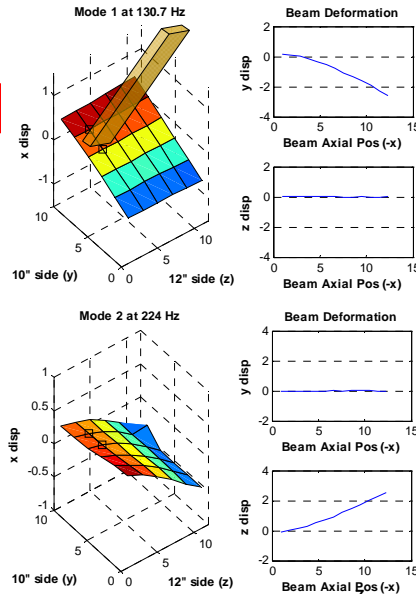 Mode 1 at 130.7 Hz
1
0
-1
x disp
10
5
0
0
5
10
10" side (y)
12" side (z)
Beam Deformation
2
0
-2
-4
y disp
0
5
10
15
Beam Axial Pos (-x)
4
2
0
-2
-4
z disp
0
5
10
15
Beam Axial Pos (-x)
Mode 2 at 224 Hz
1
0.5
0
-0.5
-1
x disp
10
5
0
0
5
10
10" side (y)
12" side (z)
Beam Deformation
4
2
0
-2
y disp
0
5
10
15
Beam Axial Pos (-x)
4
2
0
-2
z disp
0
5
10
15
Beam Axial Pos (-x)